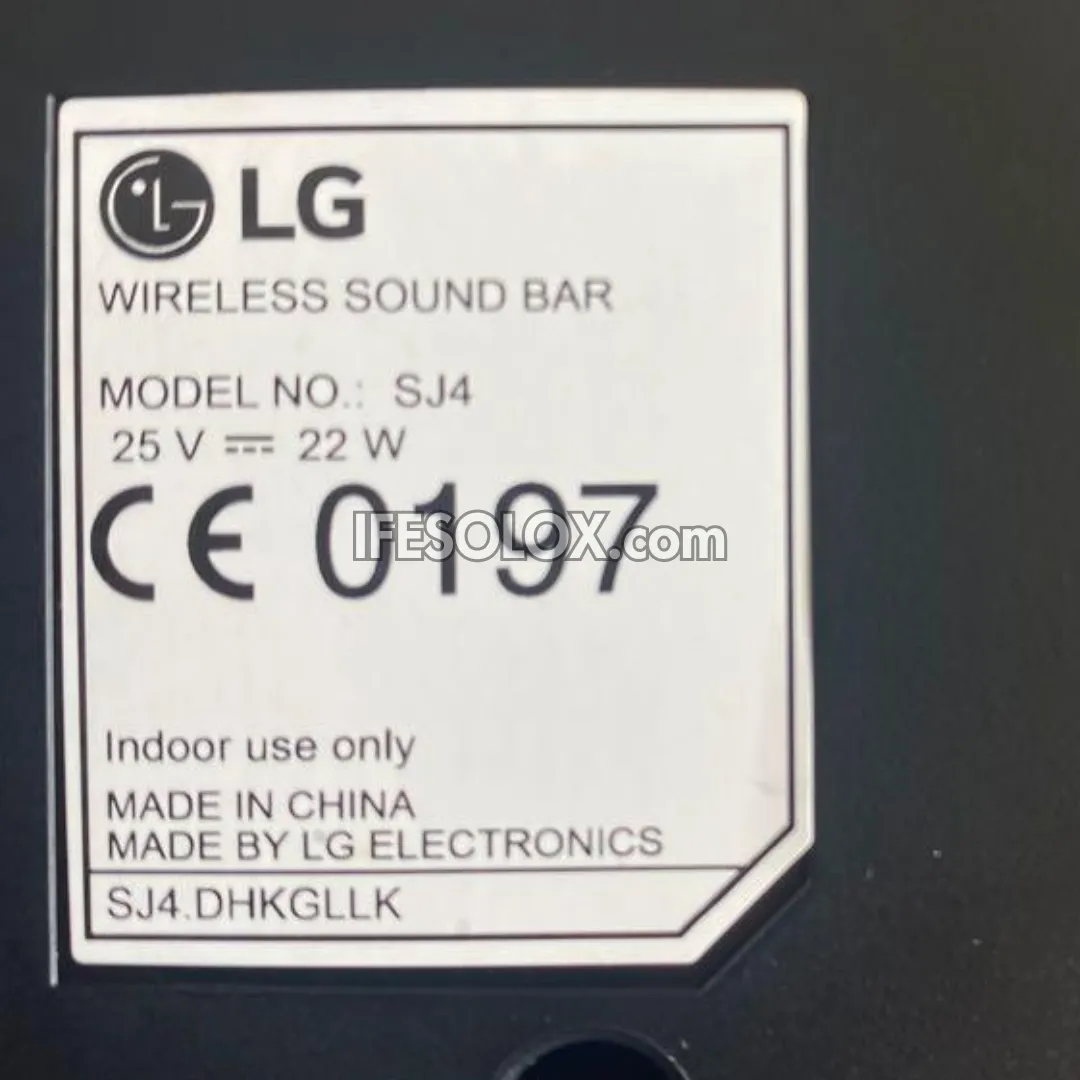 LG
WIRELESS SOUND BAR
MODEL NO.: SJ4
25 V ⎓ 22 W
CE 0197
IFESOLOX.com
Indoor use only
MADE IN CHINA
MADE BY LG ELECTRONICS
SJ4.DHKGLLK